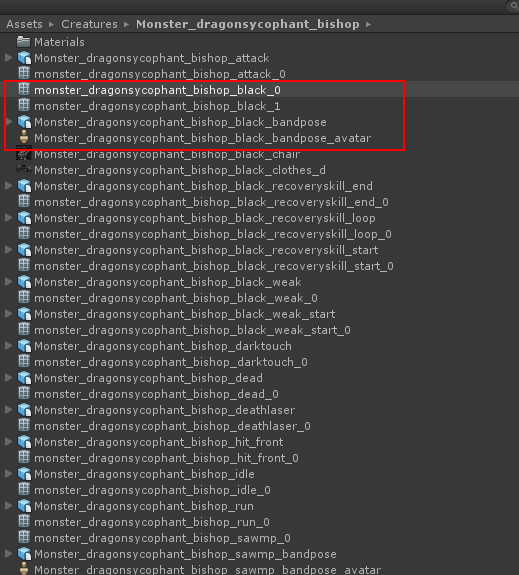 Assets ▸ Creatures ▸ Monster_dragonsycophant_bishop ▸
Materials
Monster_dragonsycophant_bishop_attack
monster_dragonsycophant_bishop_attack_0
monster_dragonsycophant_bishop_black_0
monster_dragonsycophant_bishop_black_1
Monster_dragonsycophant_bishop_black_bandpose
Monster_dragonsycophant_bishop_black_bandpose_avatar
Monster_dragonsycophant_bishop_black_chair
Monster_dragonsycophant_bishop_black_clothes_d
Monster_dragonsycophant_bishop_black_recoveryskill_end
monster_dragonsycophant_bishop_black_recoveryskill_end_0
Monster_dragonsycophant_bishop_black_recoveryskill_loop
monster_dragonsycophant_bishop_black_recoveryskill_loop_0
Monster_dragonsycophant_bishop_black_recoveryskill_start
monster_dragonsycophant_bishop_black_recoveryskill_start_0
Monster_dragonsycophant_bishop_black_weak
monster_dragonsycophant_bishop_black_weak_0
Monster_dragonsycophant_bishop_black_weak_start
monster_dragonsycophant_bishop_black_weak_start_0
Monster_dragonsycophant_bishop_darktouch
monster_dragonsycophant_bishop_darktouch_0
Monster_dragonsycophant_bishop_dead
monster_dragonsycophant_bishop_dead_0
Monster_dragonsycophant_bishop_deathlaser
monster_dragonsycophant_bishop_deathlaser_0
Monster_dragonsycophant_bishop_hit_front
monster_dragonsycophant_bishop_hit_front_0
Monster_dragonsycophant_bishop_idle
monster_dragonsycophant_bishop_idle_0
Monster_dragonsycophant_bishop_run
monster_dragonsycophant_bishop_run_0
monster_dragonsycophant_bishop_sawmp_0
Monster_dragonsycophant_bishop_sawmp_bandpose
Monster_dragonsycophant_bishop_sawmp_bandpose_avatar